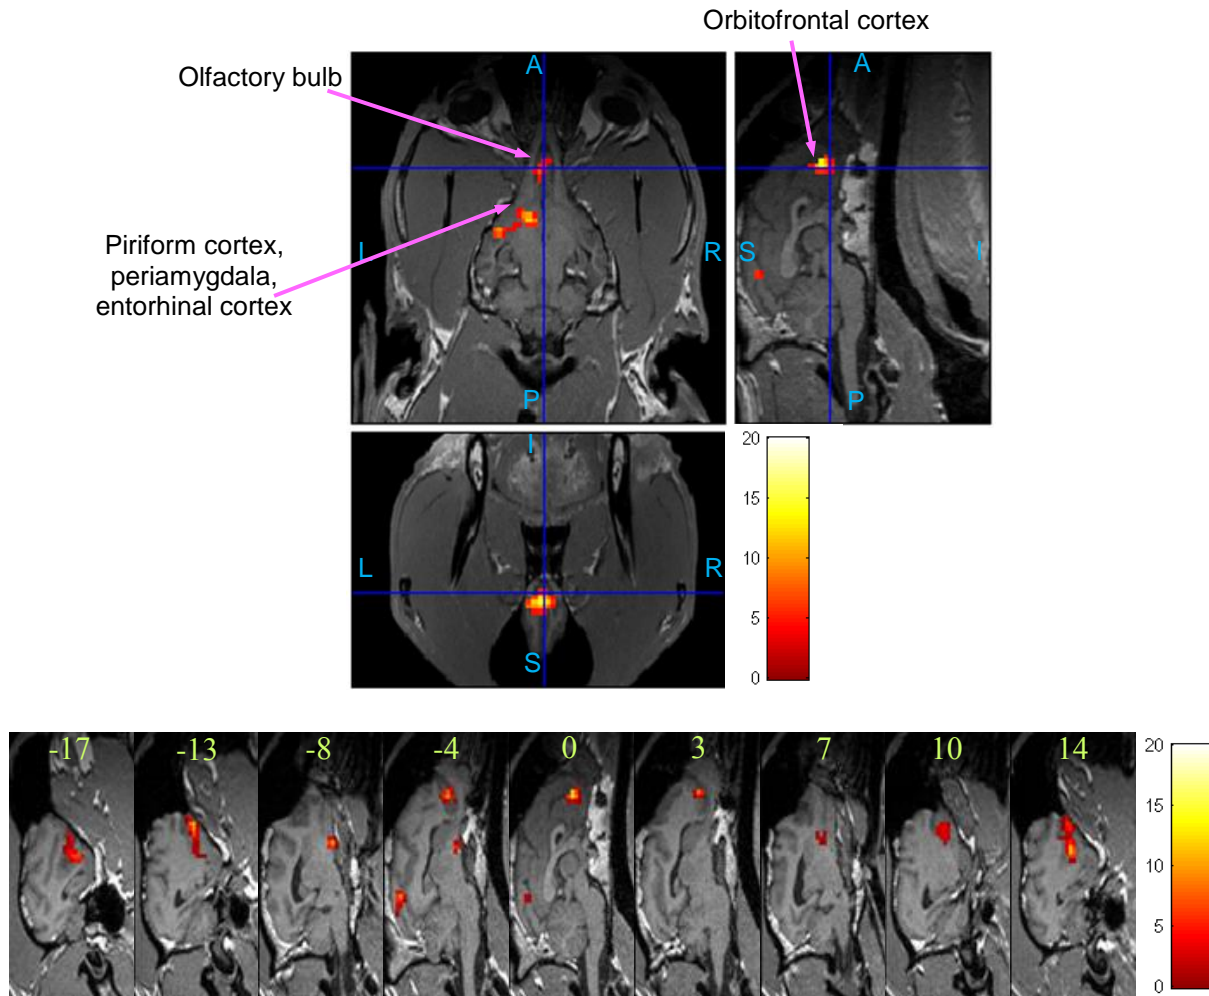 Orbitofrontal cortex
A
A
Olfactory bulb
Piriform cortex,
periamygdala,
entorhinal cortex
L
R
S
I
P
P
I
20
15
10
5
0
L
R
S
-17
-13
-8
-4
0
3
7
10
14
20
15
10
5
0